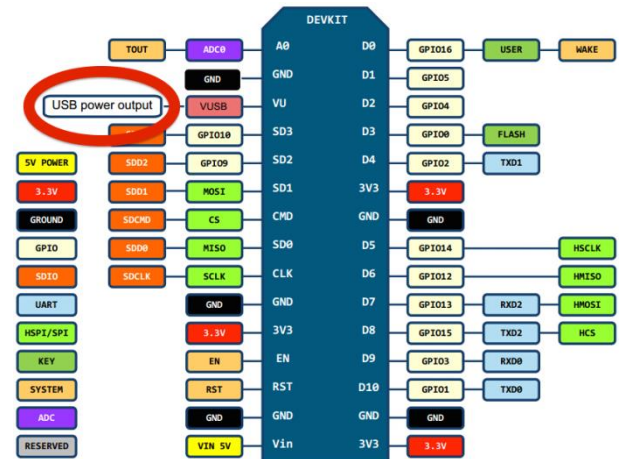 DEVKIT
TOUT ADC0 A0 D0 GPIO16 USER WAKE
GND GND D1 GPIO5
USB power output VUSB VU D2 GPIO4
GPIO10 SD3 D3 GPIO0 FLASH
5V POWER SDD2 GPIO9 SD2 D4 GPIO2 TXD1
3.3V SDD1 MOSI SD1 3V3 3.3V
GROUND SDCMD CS CMD GND GND
GPIO SDD0 MISO SD0 D5 GPIO14 HSCLK
SDIO SDCLK SCLK CLK D6 GPIO12 HMISO
UART GND GND D7 GPIO13 RXD2 HMOSI
HSPI/SPI 3.3V 3V3 D8 GPIO15 TXD2 HCS
KEY EN EN D9 GPIO3 RXD0
SYSTEM RST RST D10 GPIO1 TXD0
ADC GND GND GND GND
RESERVED VIN 5V Vin 3V3 3.3V